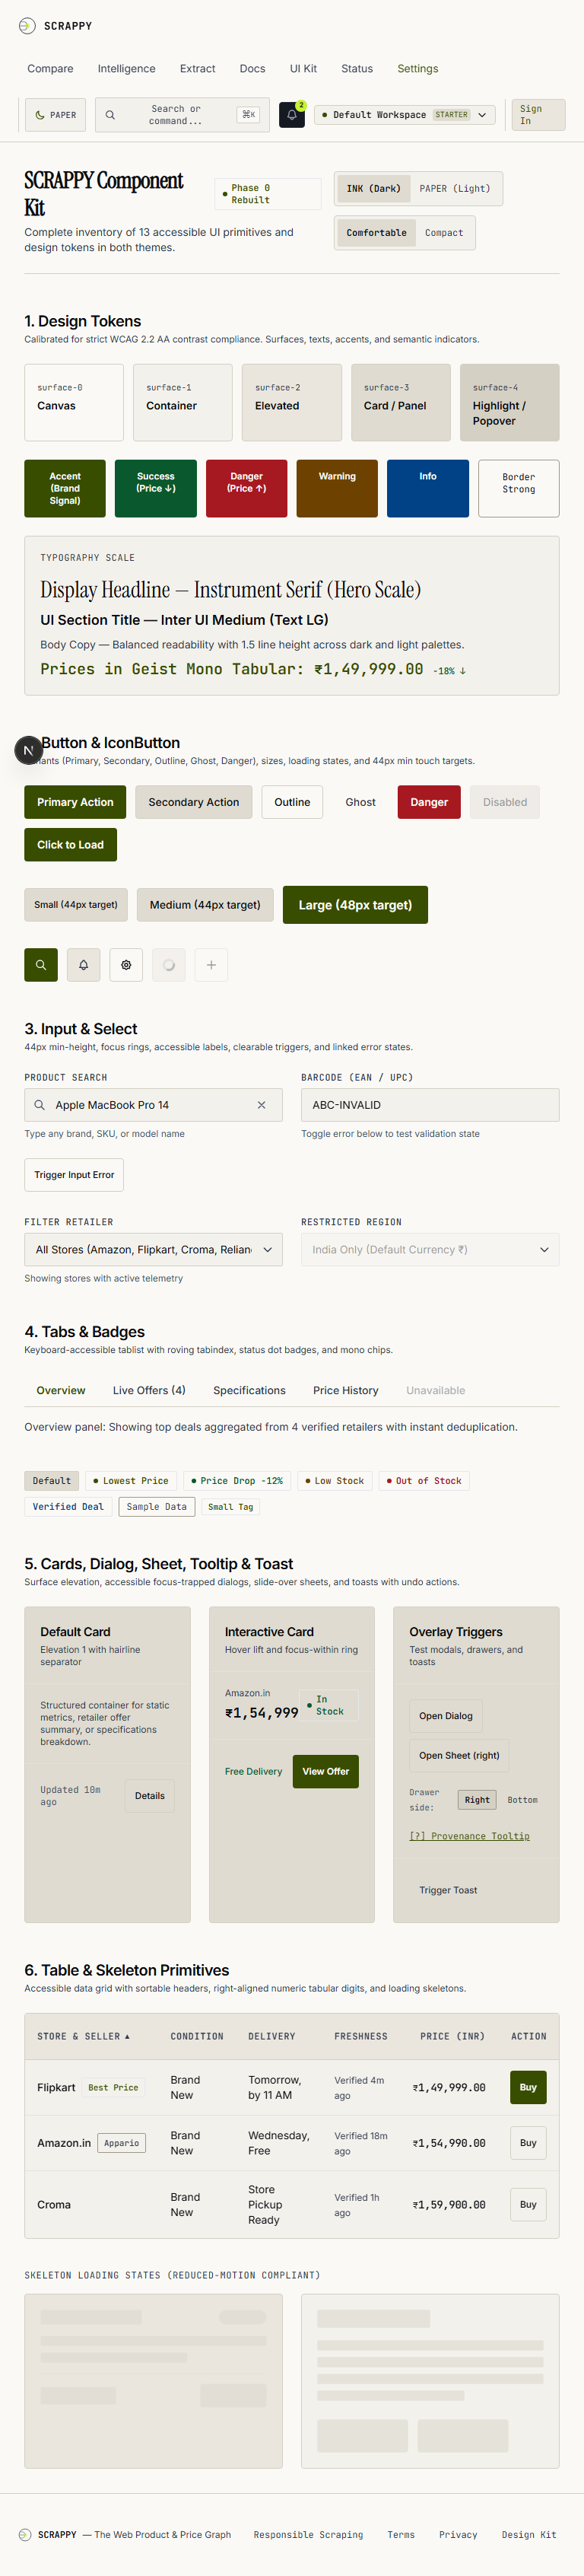 SCRAPPY
Compare Intelligence Extract Docs UI Kit Status Settings
PAPER
Search or command...
⌘K
2
Default Workspace STARTER
Sign In
SCRAPPY Component Kit
Phase 0 Rebuilt
Complete inventory of 13 accessible UI primitives and design tokens in both themes.
INK (Dark) PAPER (Light)
Comfortable Compact
1. Design Tokens
Calibrated for strict WCAG 2.2 AA contrast compliance. Surfaces, texts, accents, and semantic indicators.
surface-0
Canvas
surface-1
Container
surface-2
Elevated
surface-3
Card / Panel
surface-4
Highlight / Popover
Accent (Brand Signal)
Success (Price ↓)
Danger (Price ↑)
Warning
Info
Border Strong
TYPOGRAPHY SCALE
Display Headline — Instrument Serif (Hero Scale)
UI Section Title — Inter UI Medium (Text LG)
Body Copy — Balanced readability with 1.5 line height across dark and light palettes.
Prices in Geist Mono Tabular: ₹1,49,999.00 -18% ↓
N
Button & IconButton
ants (Primary, Secondary, Outline, Ghost, Danger), sizes, loading states, and 44px min touch targets.
Primary Action Secondary Action Outline Ghost Danger Disabled
Click to Load
Small (44px target) Medium (44px target) Large (48px target)
3. Input & Select
44px min-height, focus rings, accessible labels, clearable triggers, and linked error states.
PRODUCT SEARCH
Apple MacBook Pro 14
Type any brand, SKU, or model name
BARCODE (EAN / UPC)
ABC-INVALID
Toggle error below to test validation state
Trigger Input Error
FILTER RETAILER
All Stores (Amazon, Flipkart, Croma, Relian
Showing stores with active telemetry
RESTRICTED REGION
India Only (Default Currency ₹)
4. Tabs & Badges
Keyboard-accessible tablist with roving tabindex, status dot badges, and mono chips.
Overview Live Offers (4) Specifications Price History Unavailable
Overview panel: Showing top deals aggregated from 4 verified retailers with instant deduplication.
Default Lowest Price Price Drop -12% Low Stock Out of Stock
Verified Deal Sample Data Small Tag
5. Cards, Dialog, Sheet, Tooltip & Toast
Surface elevation, accessible focus-trapped dialogs, slide-over sheets, and toasts with undo actions.
Default Card
Elevation 1 with hairline separator
Structured container for static metrics, retailer offer summary, or specifications breakdown.
Updated 10m ago
Details
Interactive Card
Hover lift and focus-within ring
Amazon.in
₹1,54,999
In Stock
Free Delivery
View Offer
Overlay Triggers
Test modals, drawers, and toasts
Open Dialog
Open Sheet (right)
Drawer side: Right Bottom
[?] Provenance Tooltip
Trigger Toast
6. Table & Skeleton Primitives
Accessible data grid with sortable headers, right-aligned numeric tabular digits, and loading skeletons.
STORE & SELLER ▲ CONDITION DELIVERY FRESHNESS PRICE (INR) ACTION
Flipkart Best Price Brand New Tomorrow, by 11 AM Verified 4m ago ₹1,49,999.00 Buy
Amazon.in Appario Brand New Wednesday, Free Verified 18m ago ₹1,54,990.00 Buy
Croma Brand New Store Pickup Ready Verified 1h ago ₹1,59,900.00 Buy
SKELETON LOADING STATES (REDUCED-MOTION COMPLIANT)
SCRAPPY — The Web Product & Price Graph Responsible Scraping Terms Privacy Design Kit